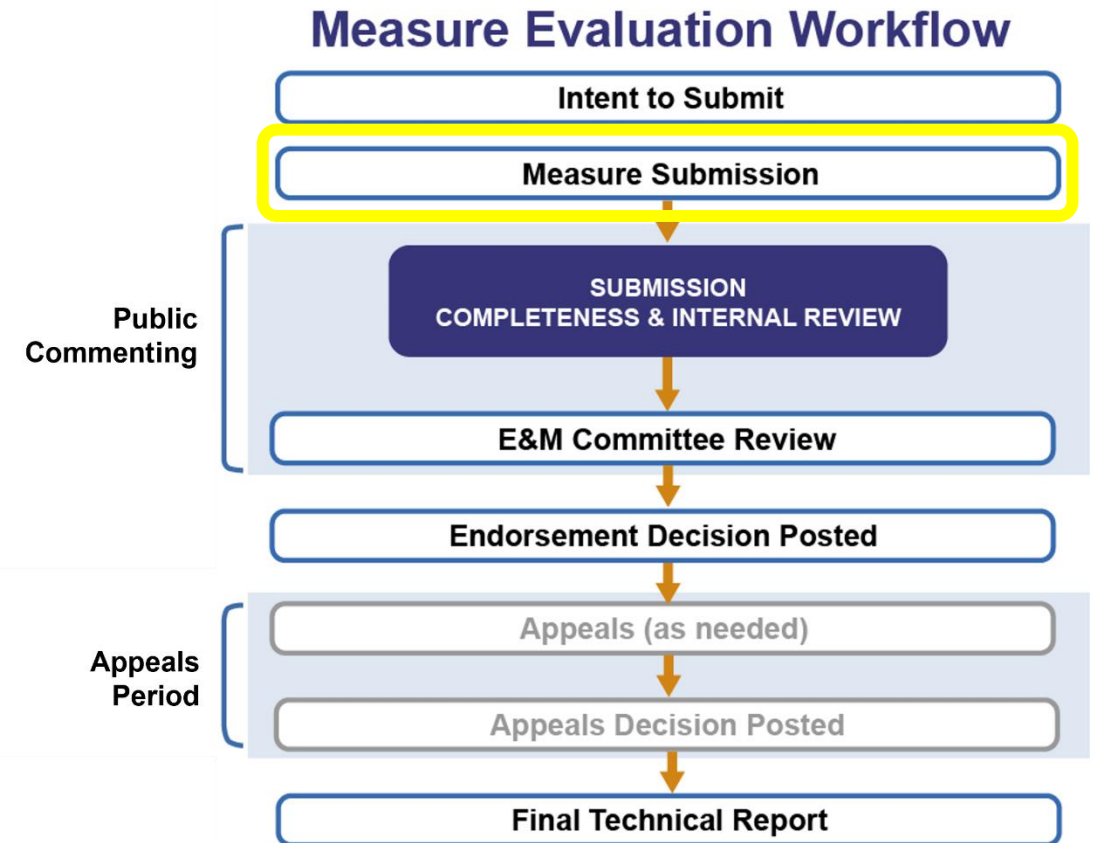 Measure Evaluation Workflow
Intent to Submit
Measure Submission
SUBMISSION
COMPLETENESS & INTERNAL REVIEW
Public
Commenting
E&M Committee Review
Endorsement Decision Posted
Appeals (as needed)
Appeals
Period
Appeals Decision Posted
Final Technical Report